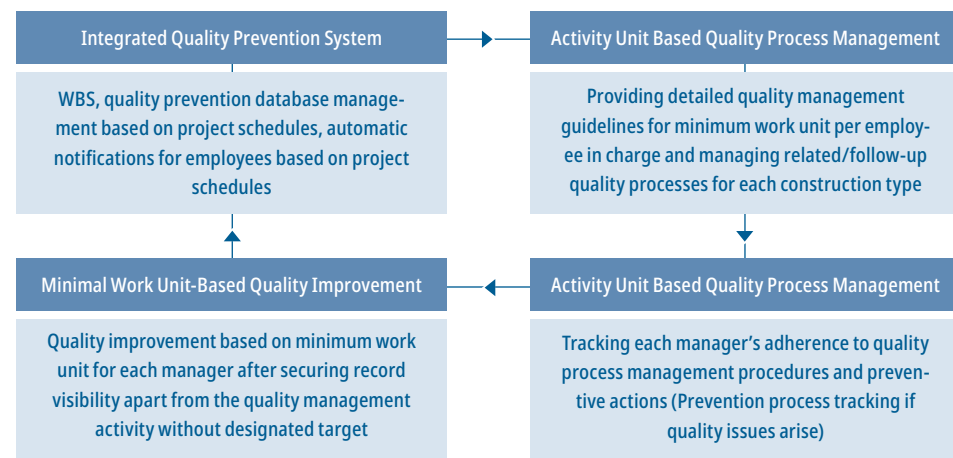 Integrated Quality Prevention System
WBS, quality prevention database manage-
ment based on project schedules, automatic
notifications for employees based on project
schedules
Activity Unit Based Quality Process Management
Providing detailed quality management
guidelines for minimum work unit per employ-
ee in charge and managing related/follow-up
quality processes for each construction type
Minimal Work Unit-Based Quality Improvement
Quality improvement based on minimum work
unit for each manager after securing record
visibility apart from the quality management
activity without designated target
Activity Unit Based Quality Process Management
Tracking each manager’s adherence to quality
process management procedures and preven-
tive actions (Prevention process tracking if
quality issues arise)